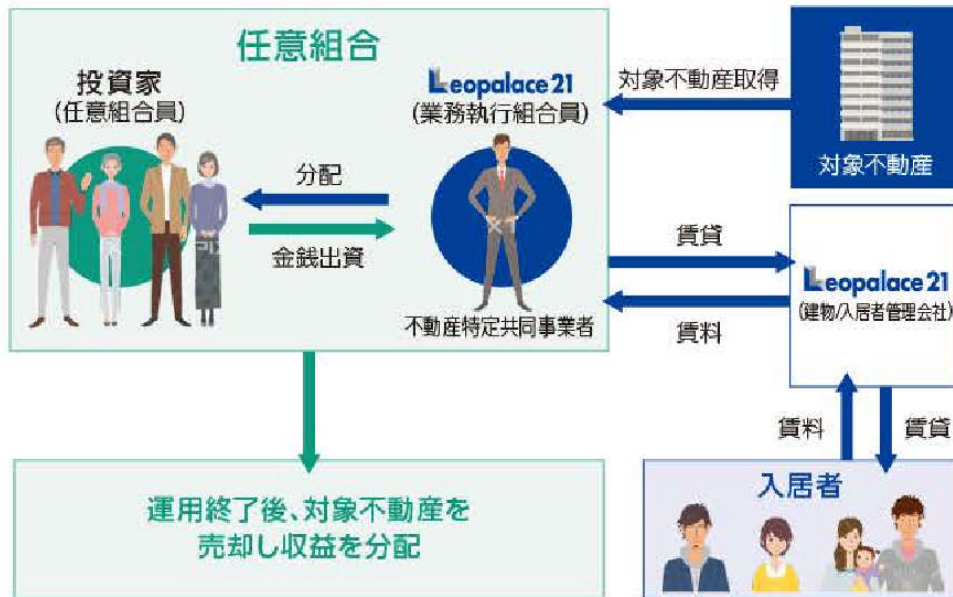 任意組合
投資家
(任意組合員)
Leopalace21
(業務執行組合員)
分配
金銭出資
不動産特定共同事業者
対象不動産取得
対象不動産
賃貸
賃料
Leopalace21
(建物/入居者管理会社)
賃料
賃貸
運用終了後、対象不動産を
売却し収益を分配
入居者